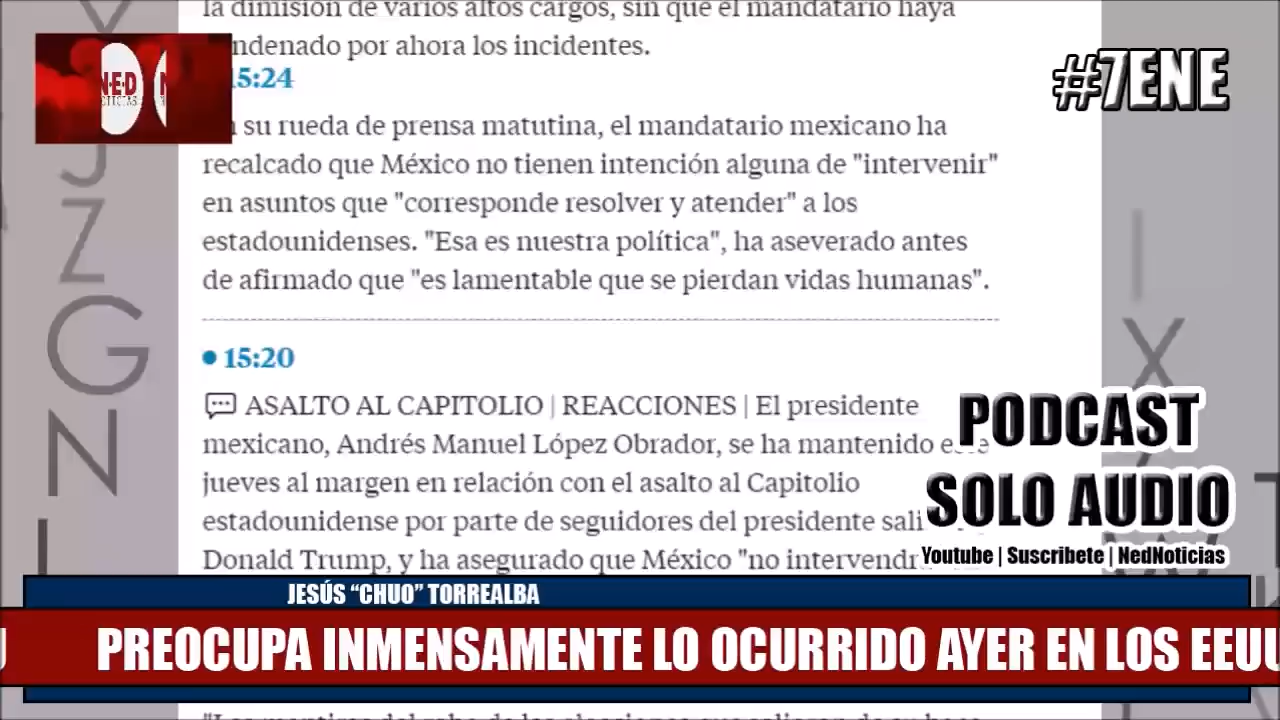 la dimisión de varios altos cargos, sin que el mandatario haya
ndenado por ahora los incidentes.
N·E·D
NOTICIAS
15:24
#7ENE
su rueda de prensa matutina, el mandatario mexicano ha
recalcado que México no tienen intención alguna de "intervenir"
en asuntos que "corresponde resolver y atender" a los
estadounidenses. "Esa es nuestra política", ha aseverado antes
de afirmado que "es lamentable que se pierdan vidas humanas".
• 15:20
ASALTO AL CAPITOLIO | REACCIONES | El presidente
mexicano, Andrés Manuel López Obrador, se ha mantenido
jueves al margen en relación con el asalto al Capitolio
estadounidense por parte de seguidores del presidente sali
Donald Trump, y ha asegurado que México "no intervendr
PODCAST
SOLO AUDIO
Youtube | Suscribete | NedNoticias
JESÚS “CHUO” TORREALBA
PREOCUPA INMENSAMENTE LO OCURRIDO AYER EN LOS EEUU